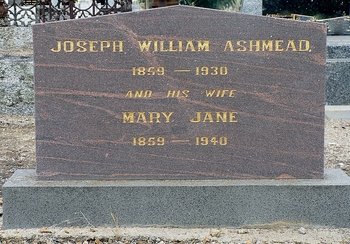 JOSEPH WILLIAM ASHMEAD.
1859 — 1930
AND HIS WIFE
MARY JANE
1859 — 1940